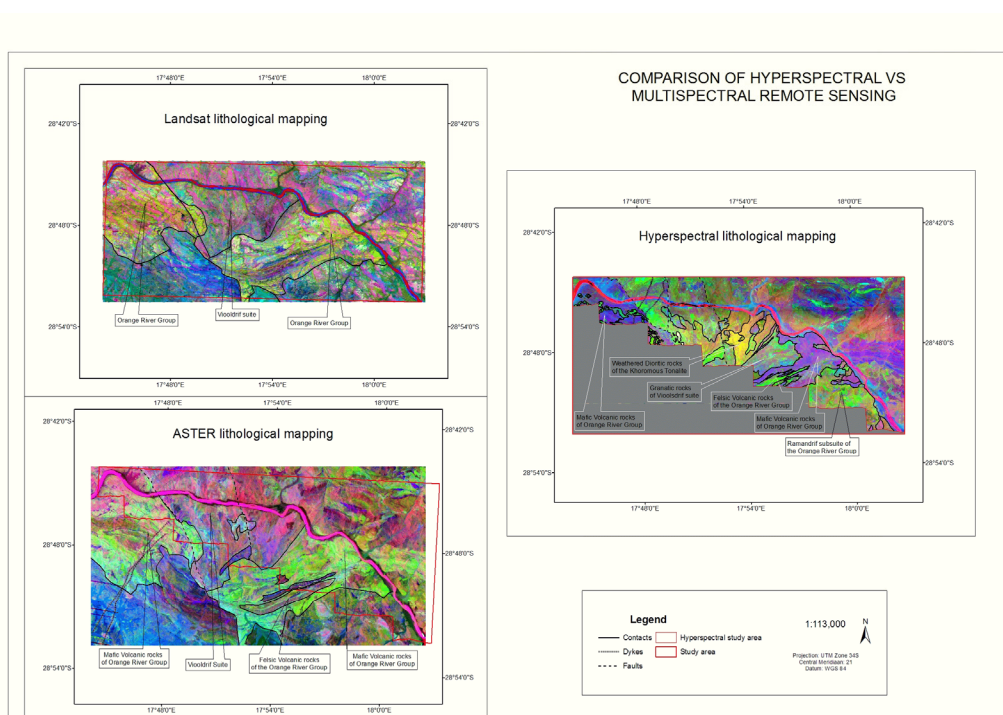 COMPARISON OF HYPERSPECTRAL VS
MULTISPECTRAL REMOTE SENSING
17°48'0"E 17°54'0"E 18°0'0"E
Landsat lithological mapping
28°42'0"S 28°42'0"S
28°48'0"S 28°48'0"S
28°54'0"S 28°54'0"S
Orange River Group
Viooldrif suite
Orange River Group
17°48'0"E 17°54'0"E 18°0'0"E
17°48'0"E 17°54'0"E 18°0'0"E
ASTER lithological mapping
28°42'0"S 28°42'0"S
28°48'0"S 28°48'0"S
28°54'0"S 28°54'0"S
Mafic Volcanic rocks
of Orange River Group
Viooldrif Suite
Felsic Volcanic rocks
of the Orange River Group
Mafic Volcanic rocks
of Orange River Group
17°48'0"E 17°54'0"E 18°0'0"E
17°48'0"E 17°54'0"E 18°0'0"E
Hyperspectral lithological mapping
28°42'0"S 28°42'0"S
28°48'0"S 28°48'0"S
28°54'0"S 28°54'0"S
Weathered Dioritic rocks
of the Khoromous Tonalite
Granatic rocks
of Vioolsdrif suite
Felsic Volcanic rocks
of the Orange River Group
Mafic Volcanic rocks
of Orange River Group
Mafic Volcanic rocks
of Orange River Group
Ramandrif subsuite of
the Orange River Group
17°48'0"E 17°54'0"E 18°0'0"E
Legend
Contacts
Dykes
Faults
Hyperspectral study area
Study area
1:113,000
N
Projection: UTM Zone 34S
Central Meridiaan: 21
Datum: WGS 84